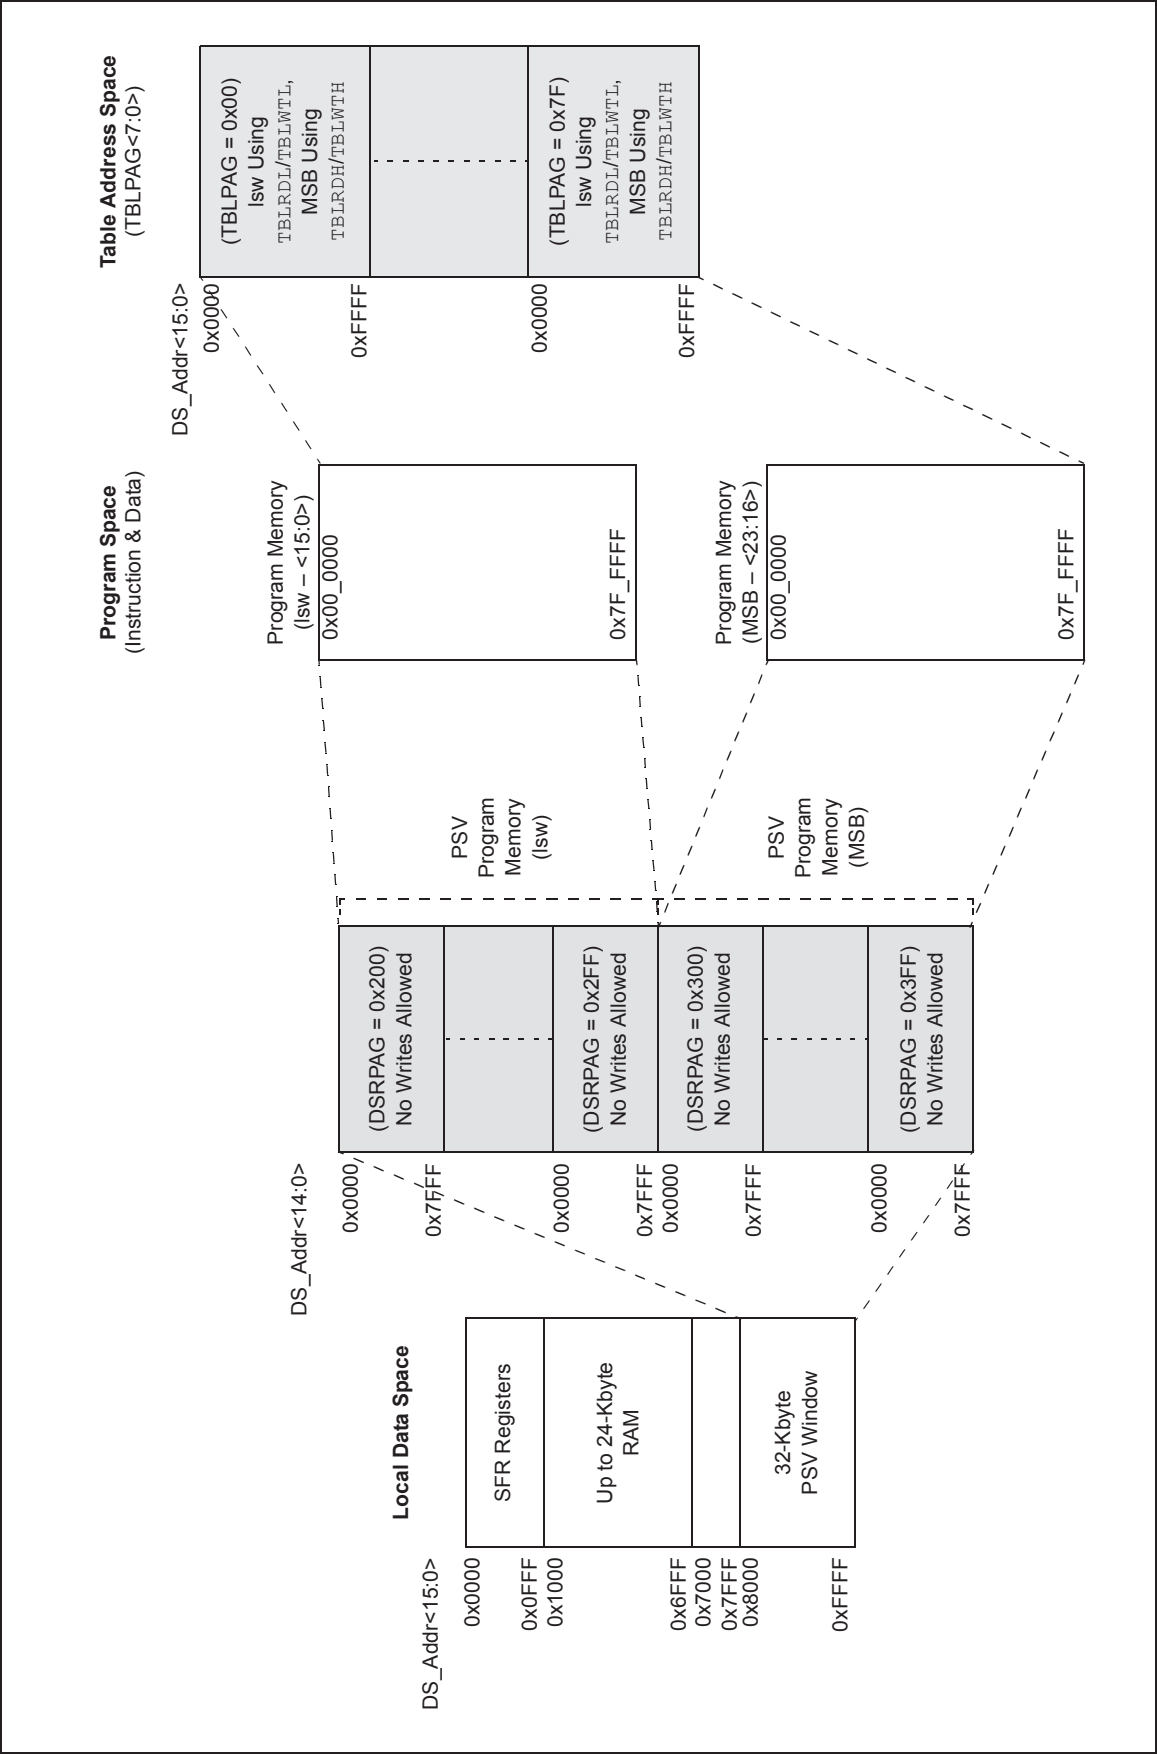 Local Data Space
DS_Addr<15:0>
0x0000
SFR Registers
0x0FFF
0x1000
Up to 24-Kbyte
RAM
0x6FFF
0x7000
0x7FFF
0x8000
32-Kbyte
PSV Window
0xFFFF
DS_Addr<14:0>
0x0000
(DSRPAG = 0x200)
No Writes Allowed
0x7FFF
0x0000
(DSRPAG = 0x2FF)
No Writes Allowed
0x7FFF
0x0000
(DSRPAG = 0x300)
No Writes Allowed
0x7FFF
0x0000
(DSRPAG = 0x3FF)
No Writes Allowed
0x7FFF
PSV
Program
Memory
(lsw)
PSV
Program
Memory
(MSB)
Program Space
(Instruction & Data)
Program Memory
(lsw – <15:0>)
0x00_0000
0x7F_FFFF
Program Memory
(MSB – <23:16>)
0x00_0000
0x7F_FFFF
Table Address Space
(TBLPAG<7:0>)
DS_Addr<15:0>
0x0000
(TBLPAG = 0x00)
lsw Using
TBLRDL/TBLWTL,
MSB Using
TBLRDH/TBLWTH
0xFFFF
0x0000
(TBLPAG = 0x7F)
lsw Using
TBLRDL/TBLWTL,
MSB Using
TBLRDH/TBLWTH
0xFFFF